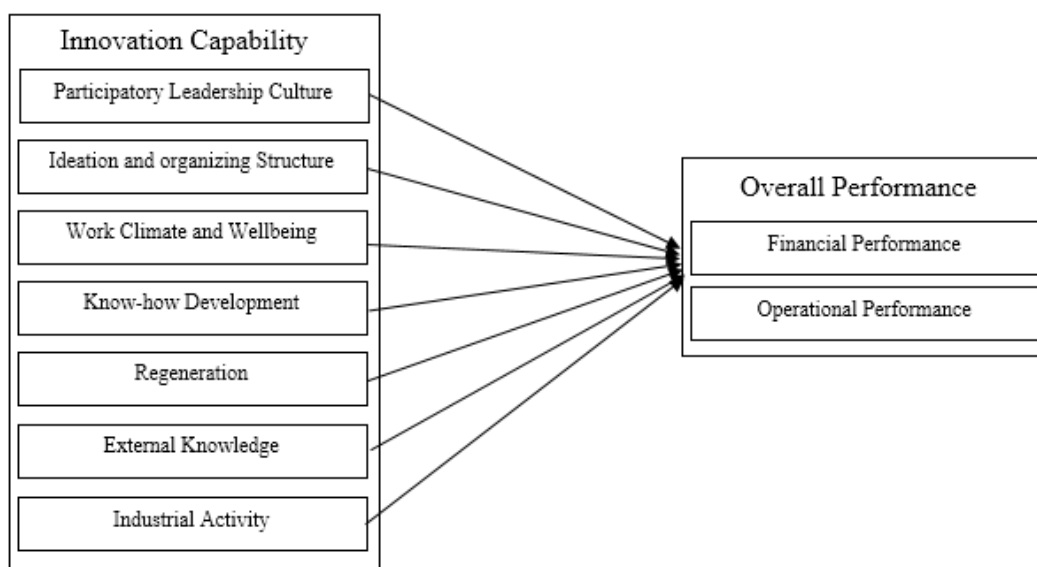 Innovation Capability
Participatory Leadership Culture
Ideation and organizing Structure
Work Climate and Wellbeing
Know-how Development
Regeneration
External Knowledge
Industrial Activity
Overall Performance
Financial Performance
Operational Performance